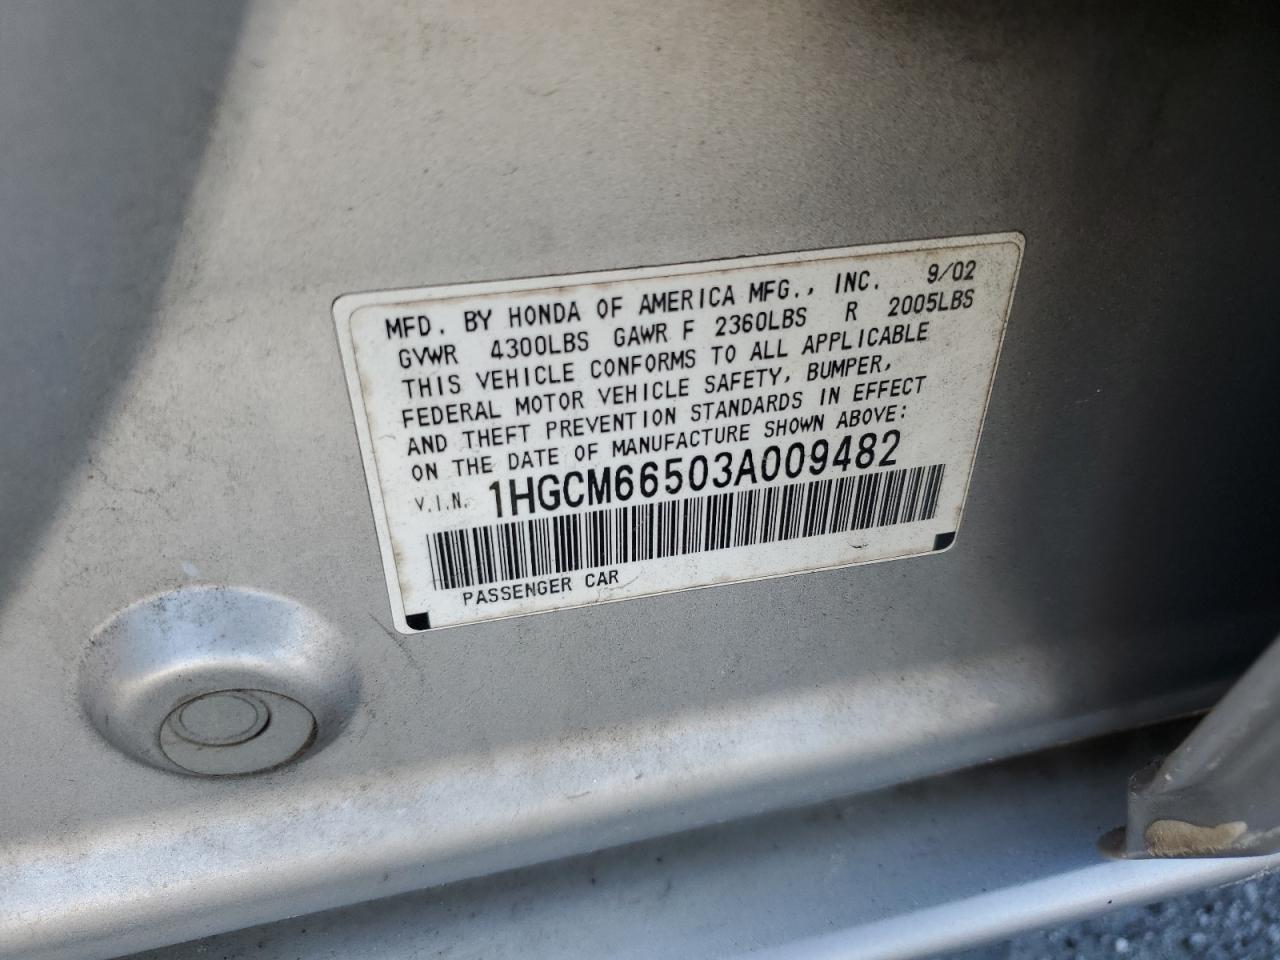 MFD. BY HONDA OF AMERICA MFG., INC. 9/02
GVWR 4300LBS GAWR F 2360LBS R 2005LBS
THIS VEHICLE CONFORMS TO ALL APPLICABLE
FEDERAL MOTOR VEHICLE SAFETY, BUMPER,
AND THEFT PREVENTION STANDARDS IN EFFECT
ON THE DATE OF MANUFACTURE SHOWN ABOVE:
V.I.N. 1HGCM66503A009482
PASSENGER CAR